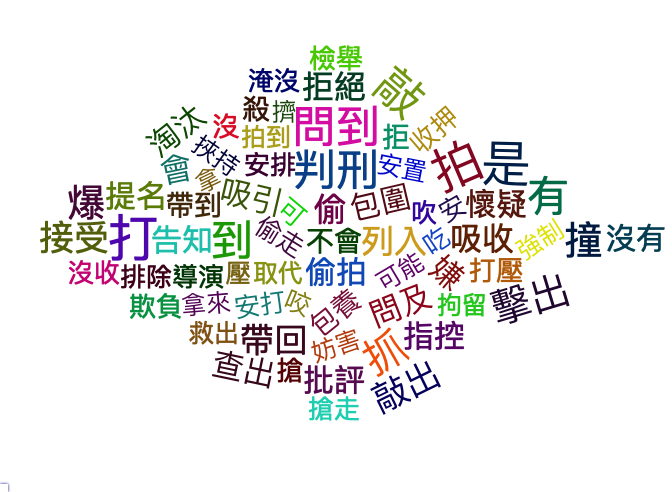 檢舉
淹沒
拒絕
敲
殺
擠
問到
拒
收押
淘汰
沒
拍到
挾持
會
拿
安排
判刑
安置
拍
是
爆
提名
帶到
吸引
可
偷
包圍
吹
安
懷疑
有
接受
打
告知
到
偷走
不會
列入
吃
吸收
強制
撞
沒有
沒收
排除
導演
壓
取代
偷拍
可能
嫌
打壓
欺負
拿來
安打
咬
包養
問及
拘留
擊出
救出
帶回
妨害
抓
指控
查出
搶
批評
敲出
搶走